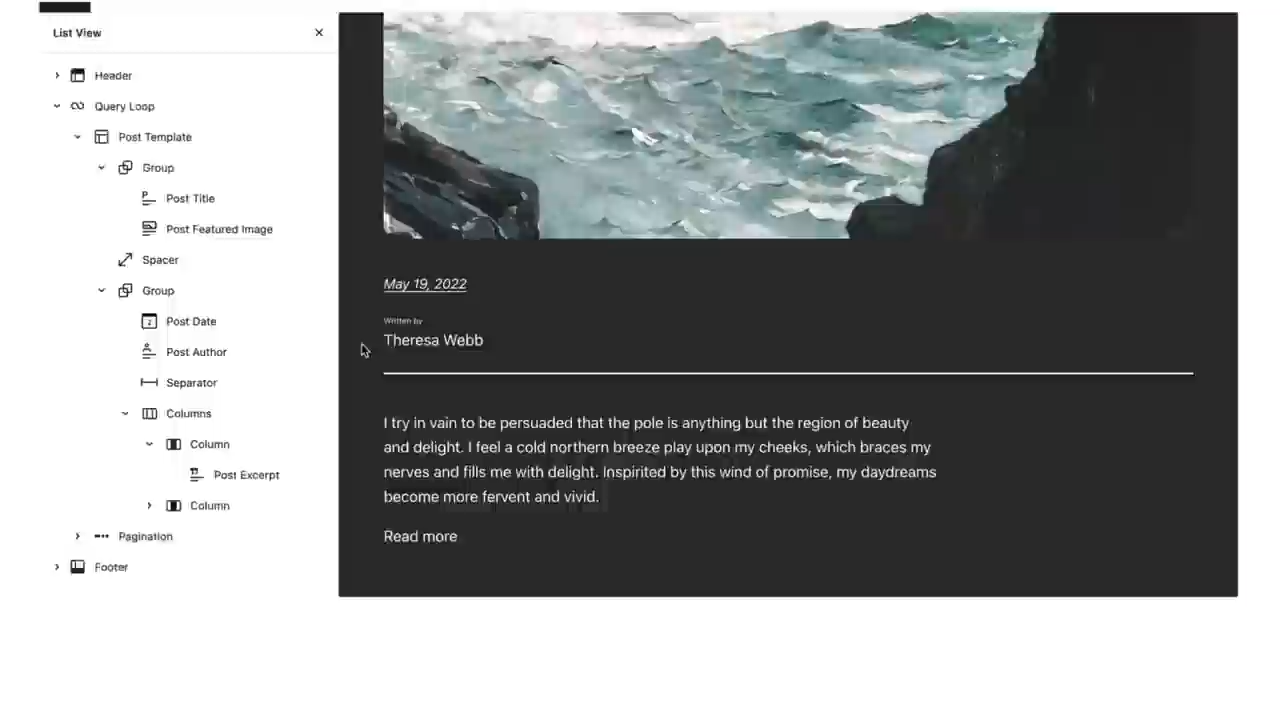 List View
Header
Query Loop
Post Template
Group
Post Title
Post Featured Image
Spacer
Group
Post Date
Post Author
Separator
Columns
Column
Post Excerpt
Column
Pagination
Footer
May 19, 2022
Written by
Theresa Webb
I try in vain to be persuaded that the pole is anything but the region of beauty
and delight. I feel a cold northern breeze play upon my cheeks, which braces my
nerves and fills me with delight. Inspirited by this wind of promise, my daydreams
become more fervent and vivid.
Read more